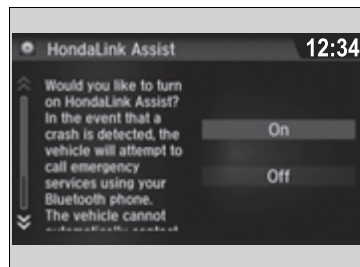 HondaLink Assist
12:34
Would you like to turn
on HondaLink Assist?
In the event that a
crash is detected, the
vehicle will attempt to
call emergency
services using your
Bluetooth phone.
The vehicle cannot
On
Off